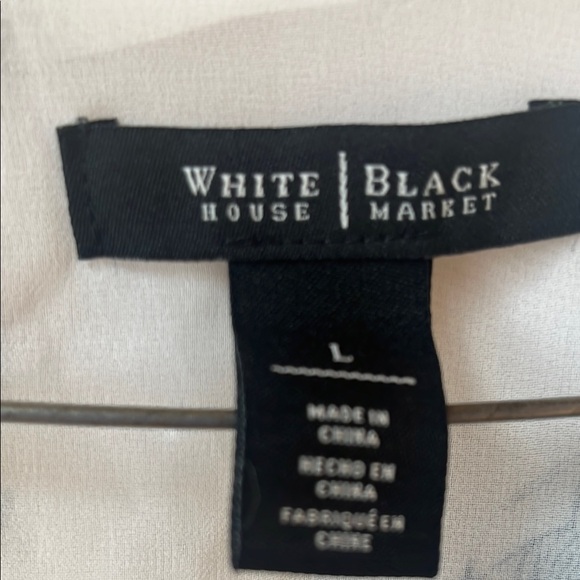 WHITE | BLACK
HOUSE | MARKET
L
MADE IN
CHINA
HECHO EN
CHINA
FABRIQUÉ EN
CHINE